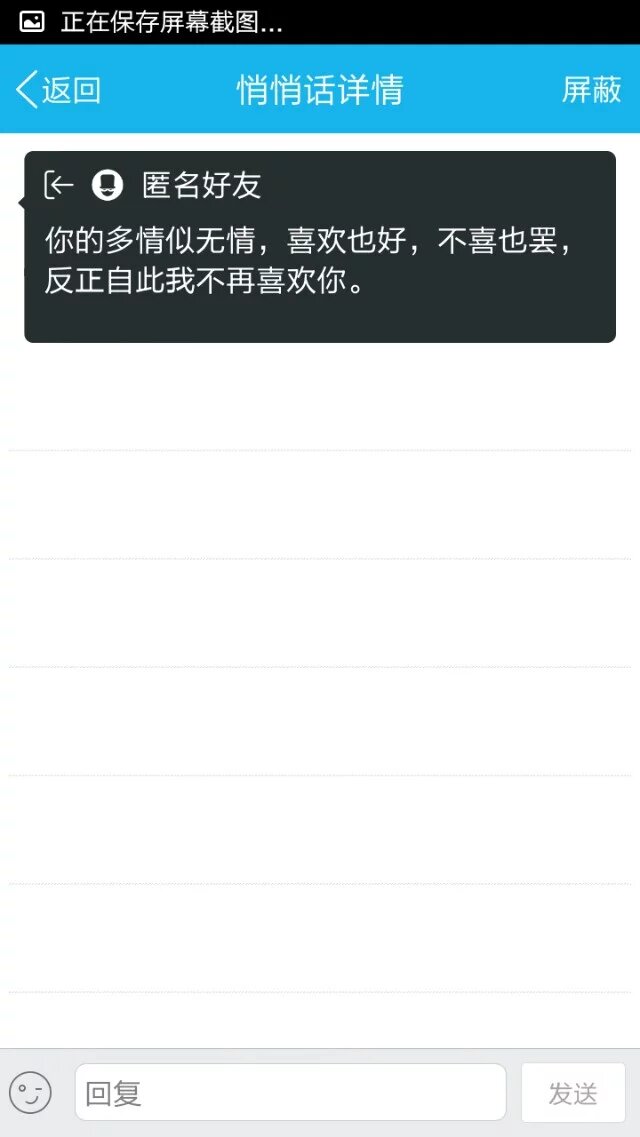 正在保存屏幕截图...
返回
悄悄话详情
屏蔽
匿名好友
你的多情似无情，喜欢也好，不喜也罢，
反正自此我不再喜欢你。
回复
发送